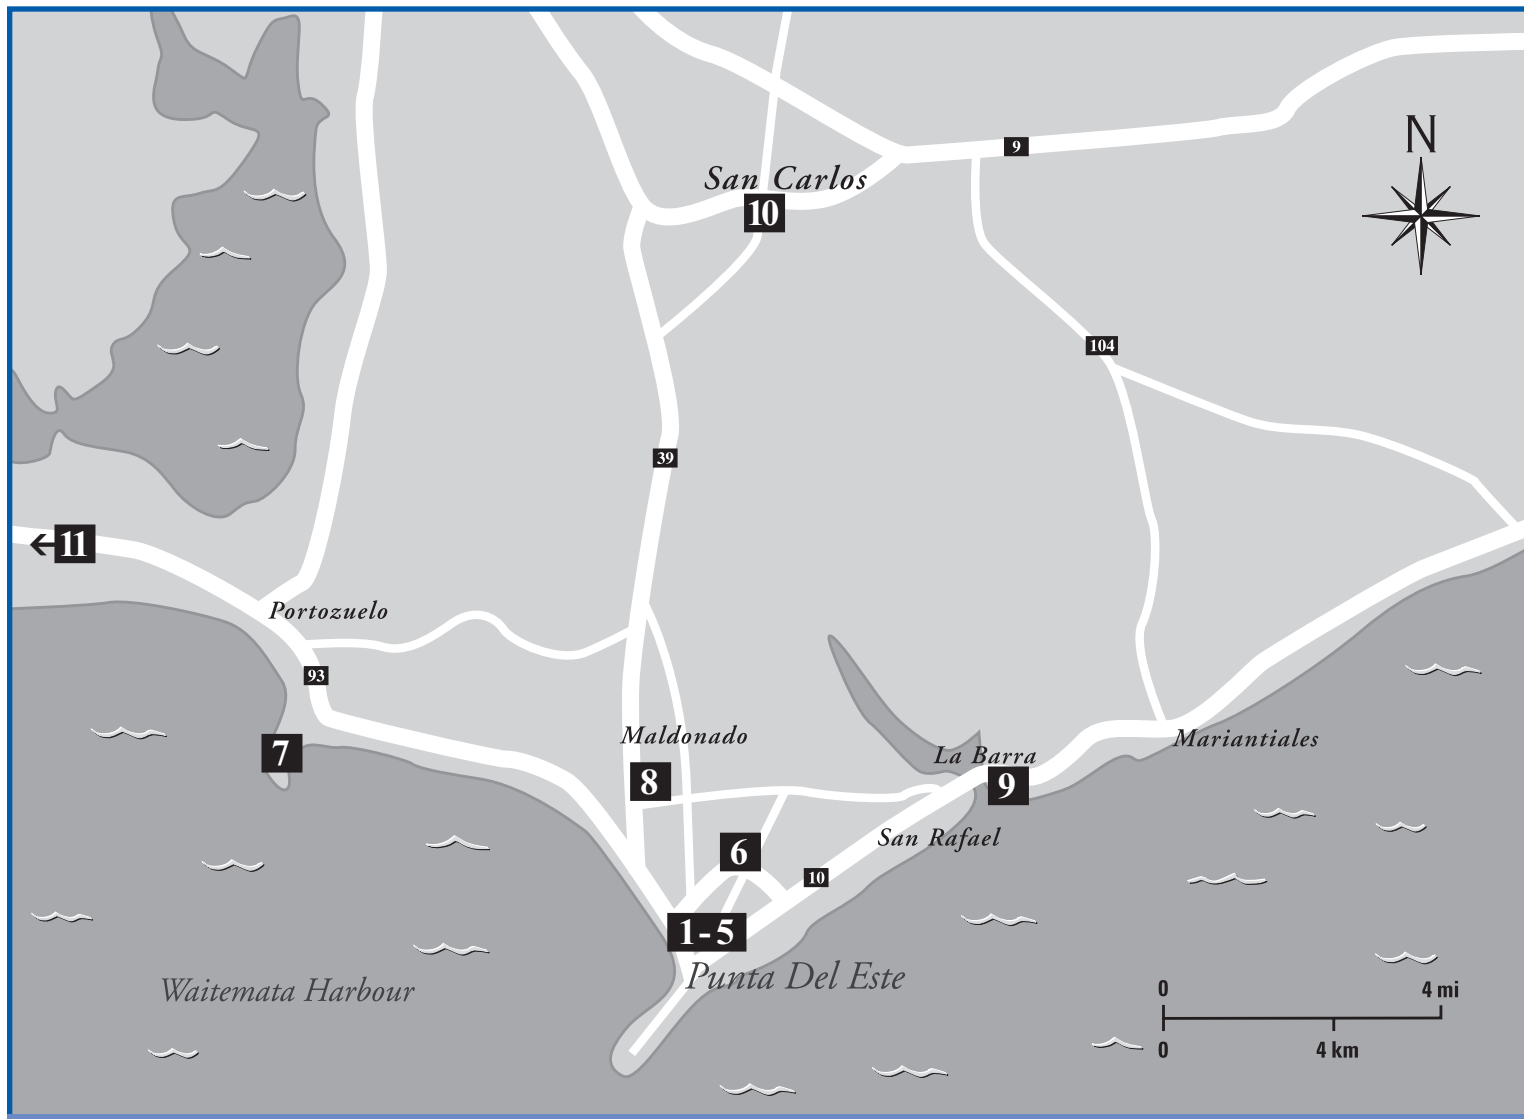 N
9
San Carlos
10
104
39
←11
Portozuelo
93
Maldonado
Mariantiales
7
La Barra
8
9
San Rafael
6
10
1-5
Punta Del Este
Waitemata Harbour
0 4 mi
0 4 km